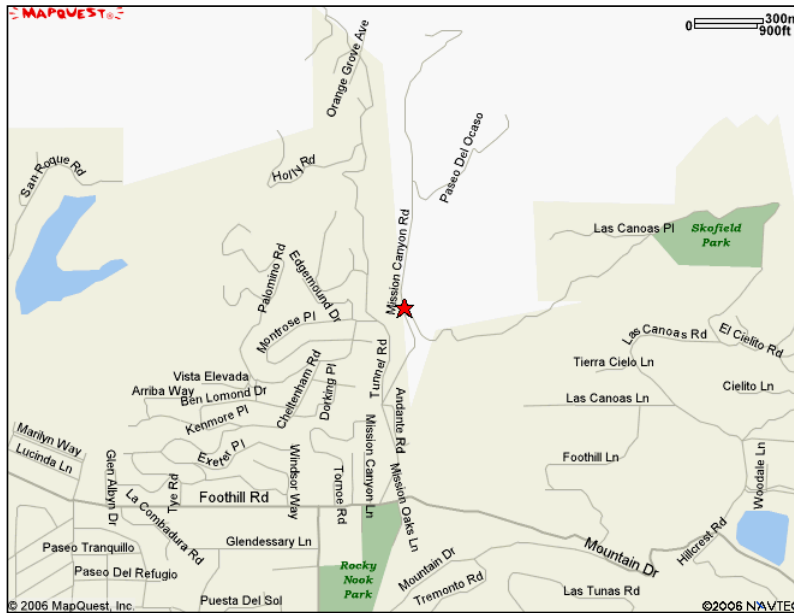 MAPQUEST®
0 300m
900ft
Orange Grove Ave
San Roque Rd
Holly Rd
Paseo Del Ocaso
Mission Canyon Rd
Las Canoas Pl
Skofield
Park
Palomino Rd
Edgemound Dr
Montrose Pl
Las Canoas Rd
El Cielito Rd
Tunnel Rd
Tierra Cielo Ln
Vista Elevada
Arriba Way
Ben Lomond Dr
Cheltenham Rd
Dorking Pl
Cielito Ln
Andante Rd
Las Canoas Ln
Kenmore Pl
Marilyn Way
Lucinda Ln
Exeter Pl
Glen Albyn Dr
Tye Rd
Windsor Way
Tornoe Rd
Mission Canyon Ln
Mission Oaks Ln
Foothill Ln
Woodale Ln
Foothill Rd
La Combadura Rd
Glendessary Ln
Hillcrest Rd
Paseo Tranquillo
Mountain Dr
Mountain Dr
Rocky
Nook
Park
Paseo Del Refugio
Tremonto Rd
Las Tunas Rd
Puesta Del Sol
© 2006 MapQuest, Inc.
©2006 NAVTEQ